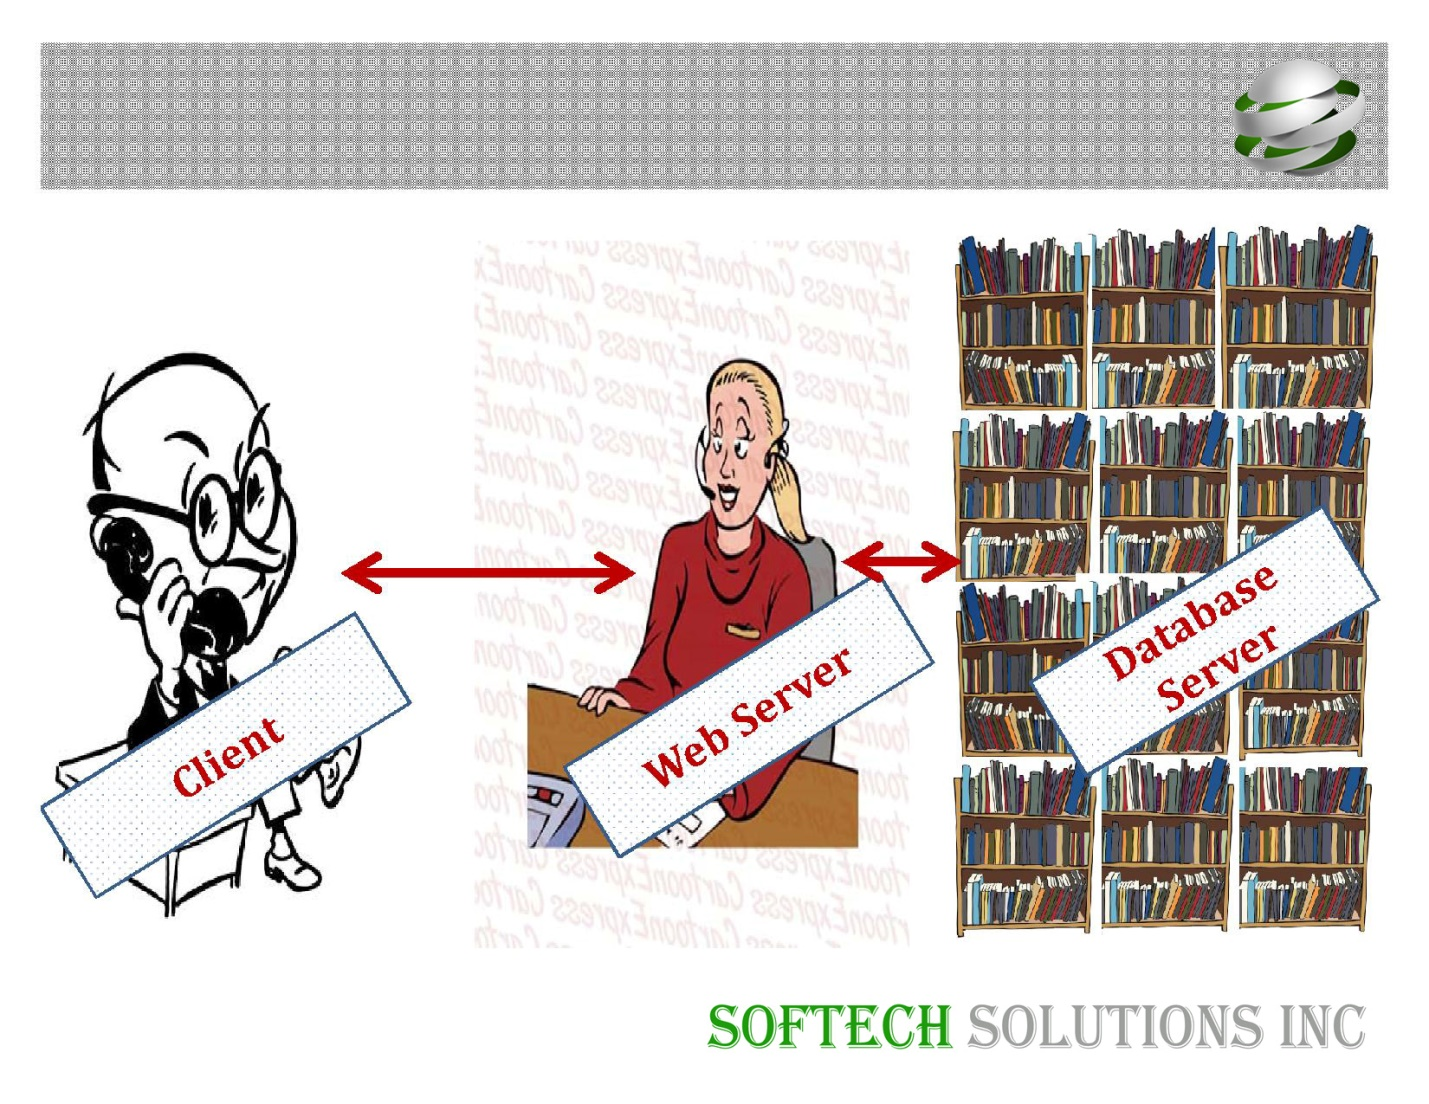 Client
Web Server
Database
Server
SOFTECH SOLUTIONS INC